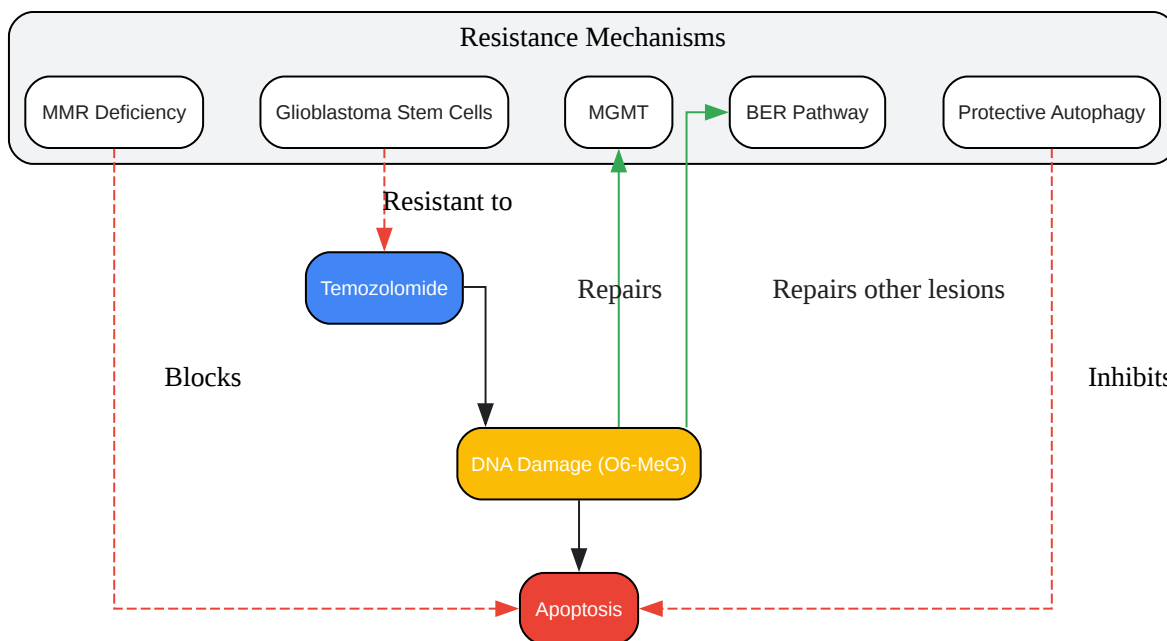 Resistance Mechanisms
MMR Deficiency
Glioblastoma Stem Cells
MGMT
BER Pathway
Protective Autophagy
Resistant to
Temozolomide
Repairs
Repairs other lesions
Blocks
Inhibits
DNA Damage (O6-MeG)
Apoptosis